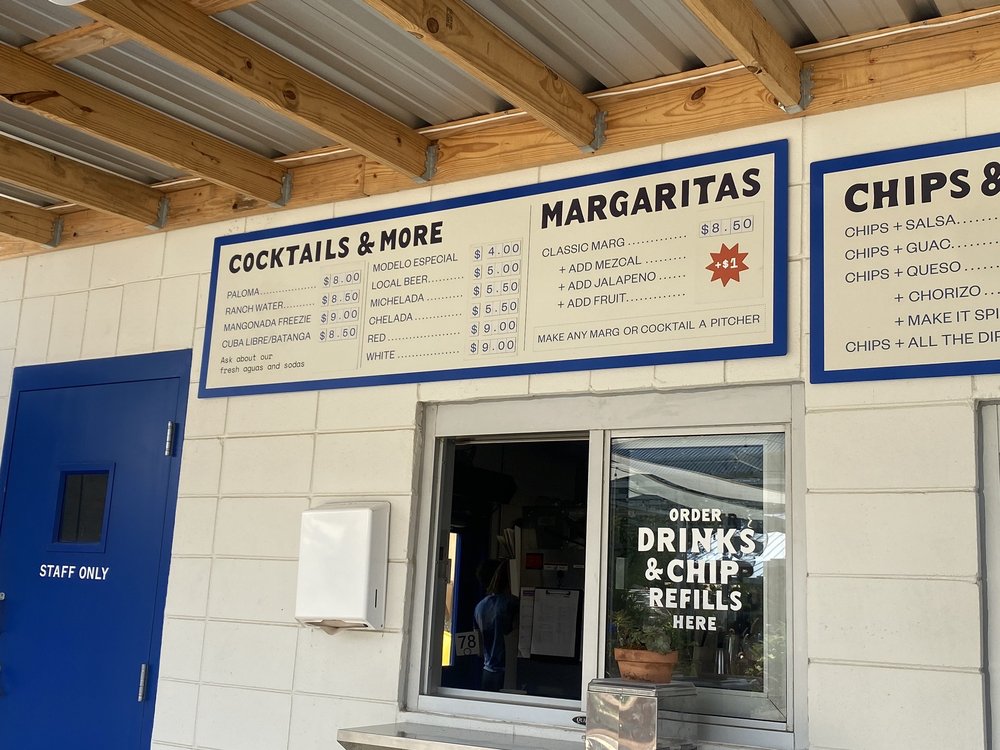 COCKTAILS & MORE
PALOMA.............. $8.00
RANCH WATER........ $8.50
MANGONADA FREEZIE $9.00
CUBA LIBRE/BATANGA $8.50
Ask about our
fresh aguas and sodas
MODELO ESPECIAL $4.00
LOCAL BEER....... $5.00
MICHELADA ......... $5.50
CHELADA............ $5.50
RED.................. $9.00
WHITE ............... $9.00
MARGARITAS
CLASSIC MARG ............. $8.50
+ ADD MEZCAL .........
+ ADD JALAPENO ......
+ ADD FRUIT.............
+$1
MAKE ANY MARG OR COCKTAIL A PITCHER
CHIPS &
CHIPS + SALSA........
CHIPS + GUAC........
CHIPS + QUESO.......
+ CHORIZO ....
+ MAKE IT SPI
CHIPS + ALL THE DIP
STAFF ONLY
ORDER
DRINKS
& CHIP
REFILLS
HERE
78